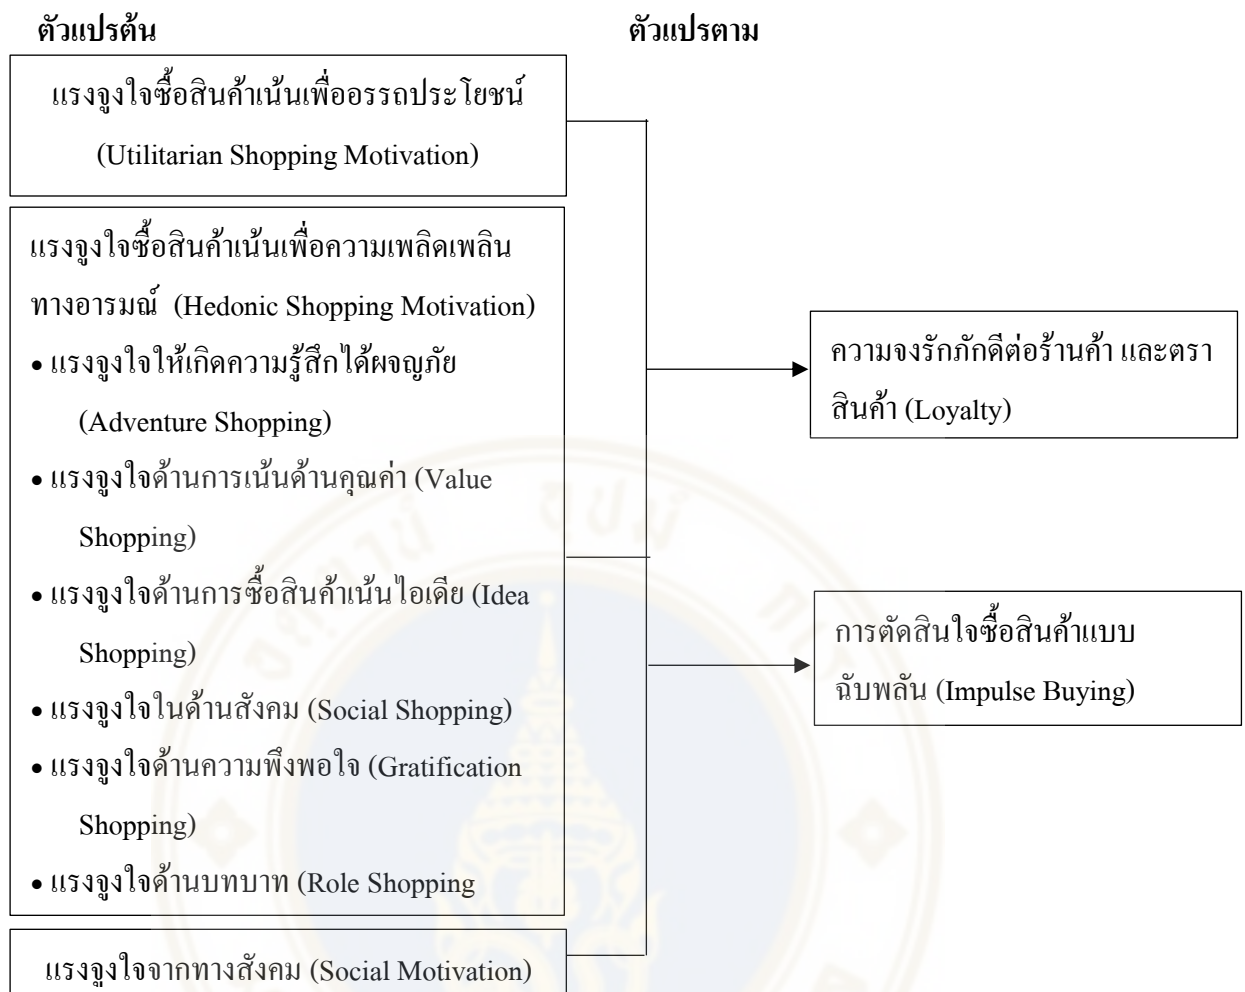 ตัวแปรต้น
ตัวแปรตาม
แรงจูงใจซื้อสินค้าเน้นเพื่ออรรถประโยชน์
(Utilitarian Shopping Motivation)
แรงจูงใจซื้อสินค้าเน้นเพื่อความเพลิดเพลิน
ทางอารมณ์ (Hedonic Shopping Motivation)
• แรงจูงใจให้เกิดความรู้สึกได้ผจญภัย
(Adventure Shopping)
• แรงจูงใจด้านการเน้นด้านคุณค่า (Value
Shopping)
• แรงจูงใจด้านการซื้อสินค้าเน้นไอเดีย (Idea
Shopping)
• แรงจูงใจในด้านสังคม (Social Shopping)
• แรงจูงใจด้านความพึงพอใจ (Gratification
Shopping)
• แรงจูงใจด้านบทบาท (Role Shopping
แรงจูงใจจากทางสังคม (Social Motivation)
ความจงรักภักดีต่อร้านค้า และตรา
สินค้า (Loyalty)
การตัดสินใจซื้อสินค้าแบบ
ฉับพลัน (Impulse Buying)